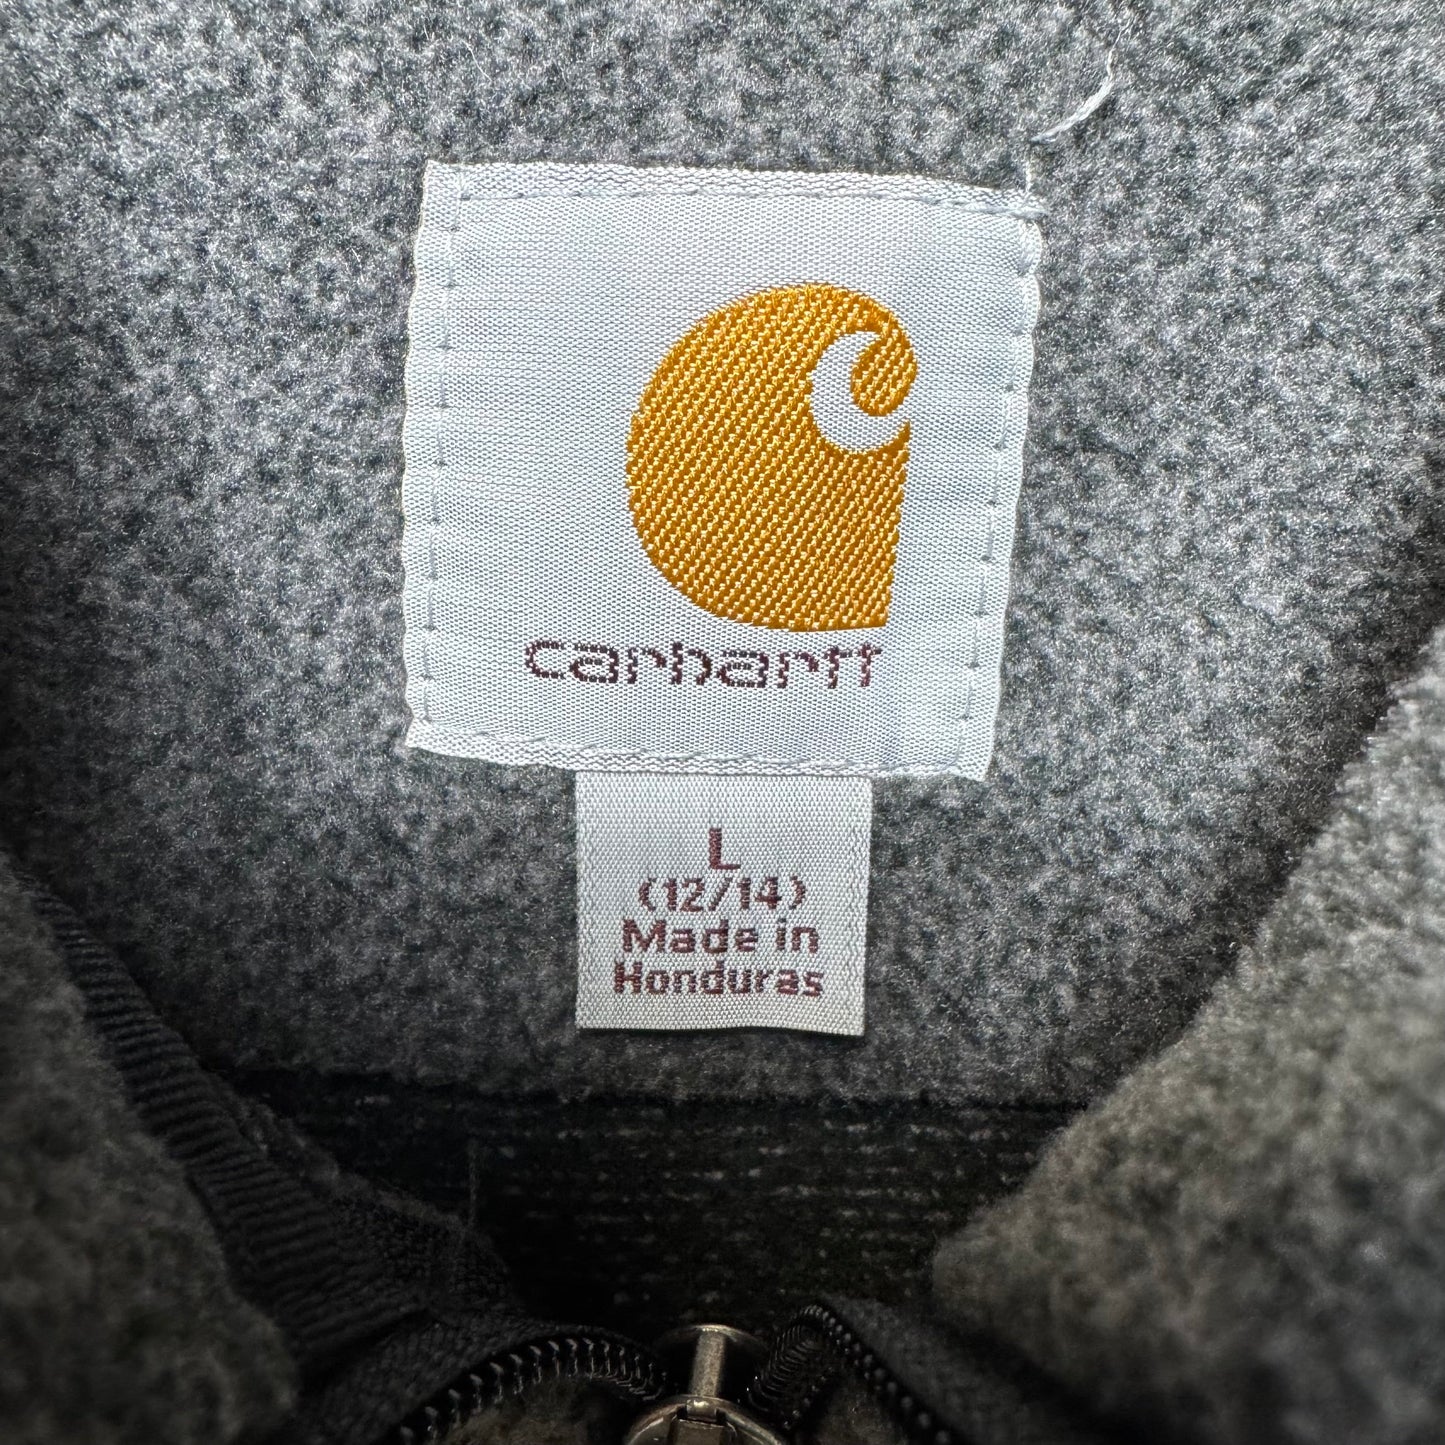 carhartt
L
(12/14)
Made in
Honduras